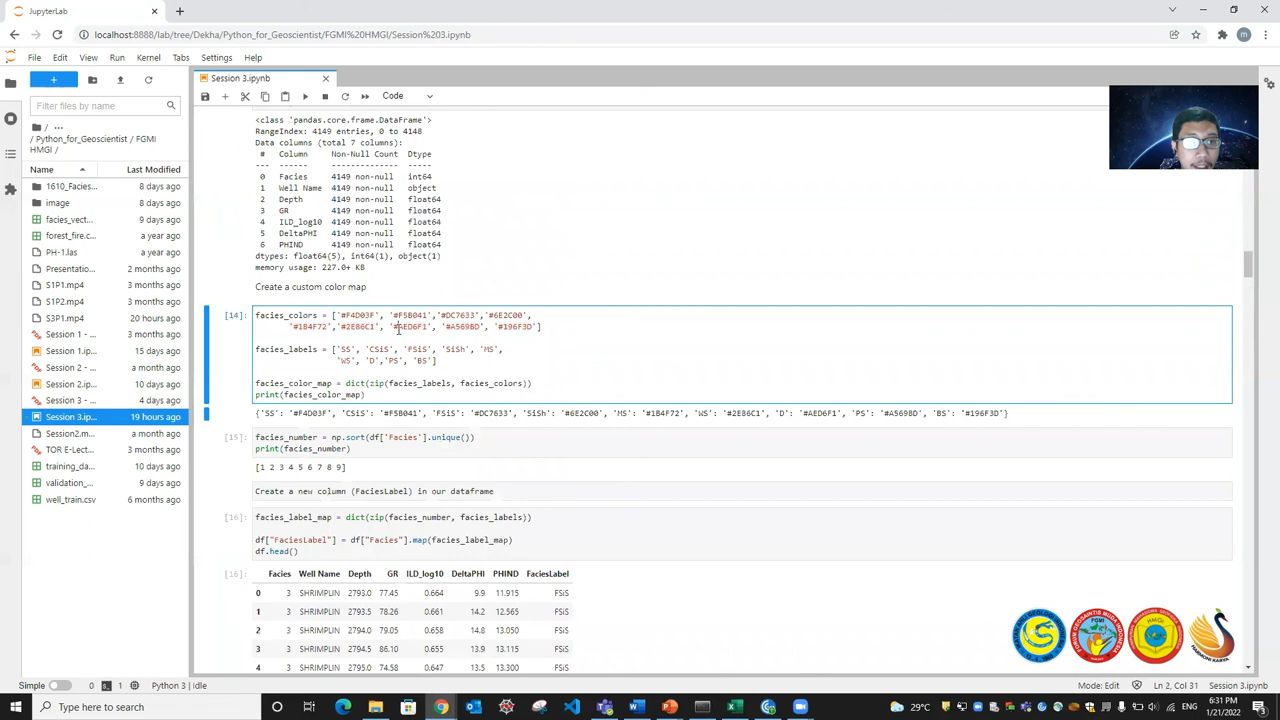 JupyterLab
localhost:8888/lab/tree/Dekha/Python_for_Geoscientist/FGMI%20HMGI/Session%203.ipynb
m
File Edit View Run Kernel Tabs Settings Help
Session 3.ipynb
Code
Filter files by name
/ ···
/ Python_for_Geoscientist / FGMI
HMGI /
Name Last Modified
1610_Facies... 8 days ago
image 8 days ago
facies_vect... 9 days ago
forest_fire.c... a year ago
PH-1.las a year ago
Presentatio... 2 months ago
S1P1.mp4 3 months ago
S1P2.mp4 3 months ago
S3P1.mp4 20 hours ago
Session 1 - ... 3 months ago
Session 1.ip... 15 days ago
Session 2 - ... a month ago
Session 2.ip... 10 days ago
Session 3 - ... 4 days ago
Session 3.ip... 19 hours ago
Session2.m... a month ago
TOR E-Lect... 3 months ago
training_da... 10 days ago
validation_... 9 days ago
well_train.csv 6 months ago
<class 'pandas.core.frame.DataFrame'>
RangeIndex: 4149 entries, 0 to 4148
Data columns (total 7 columns):
# Column Non-Null Count Dtype
--- ------ -------------- -----
0 Facies 4149 non-null int64
1 Well Name 4149 non-null object
2 Depth 4149 non-null float64
3 GR 4149 non-null float64
4 ILD_log10 4149 non-null float64
5 DeltaPHI 4149 non-null float64
6 PHIND 4149 non-null float64
dtypes: float64(5), int64(1), object(1)
memory usage: 227.0+ KB
Create a custom color map
[14]: facies_colors = ['#F4D03F', '#F5B041','#DC7633','#6E2C00',
'#1B4F72','#2E86C1', '#AED6F1', '#A569BD', '#196F3D']
facies_labels = ['SS', 'CSiS', 'FSiS', 'SiSh', 'MS',
'WS', 'D','PS', 'BS']
facies_color_map = dict(zip(facies_labels, facies_colors))
print(facies_color_map)
{'SS': '#F4D03F', 'CSiS': '#F5B041', 'FSiS': '#DC7633', 'SiSh': '#6E2C00', 'MS': '#1B4F72', 'WS': '#2E86C1', 'D': '#AED6F1', 'PS': '#A569BD', 'BS': '#196F3D'}
[15]: facies_number = np.sort(df['Facies'].unique())
print(facies_number)
[1 2 3 4 5 6 7 8 9]
Create a new column (FaciesLabel) in our dataframe
[16]: facies_label_map = dict(zip(facies_number, facies_labels))
df["FaciesLabel"] = df["Facies"].map(facies_label_map)
df.head()
[16]: Facies Well Name Depth GR ILD_log10 DeltaPHI PHIND FaciesLabel
0 3 SHRIMPLIN 2793.0 77.45 0.664 9.9 11.915 FSiS
1 3 SHRIMPLIN 2793.5 78.26 0.661 14.2 12.565 FSiS
2 3 SHRIMPLIN 2794.0 79.05 0.658 14.8 13.050 FSiS
3 3 SHRIMPLIN 2794.5 86.10 0.655 13.9 13.115 FSiS
4 3 SHRIMPLIN 2795.0 74.58 0.647 13.5 13.300 FSiS
FGMI
HMGI
HARMONI KARYA
Simple 0 1 Python 3 | Idle Mode: Edit Ln 2, Col 31 Session 3.ipynb
Type here to search
29°C
6:31 PM
1/21/2022